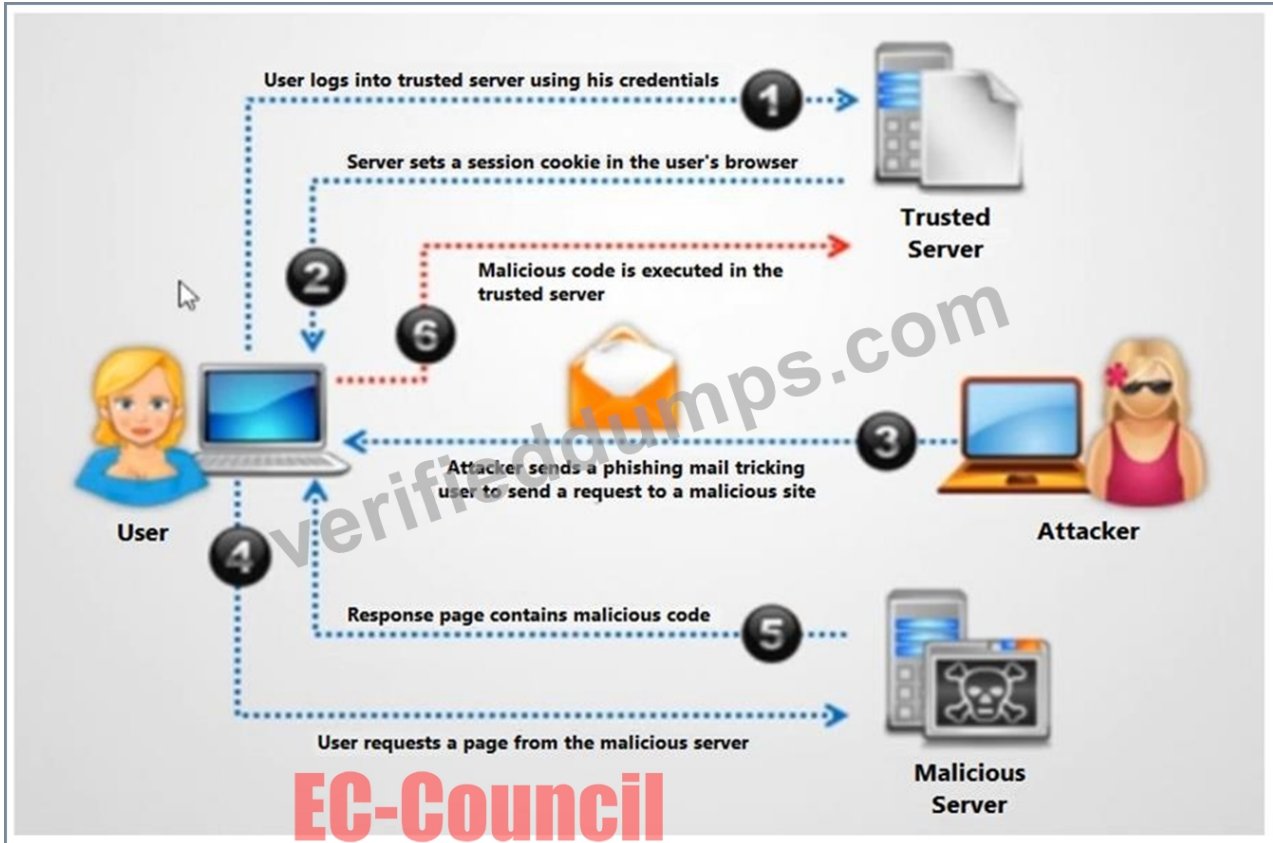 User logs into trusted server using his credentials
1
Server sets a session cookie in the user's browser
Trusted
Server
2
Malicious code is executed in the
trusted server
6
verifieddumps.com
3
Attacker sends a phishing mail tricking
user to send a request to a malicious site
User
Attacker
4
Response page contains malicious code
5
User requests a page from the malicious server
Malicious
Server
EC-Council